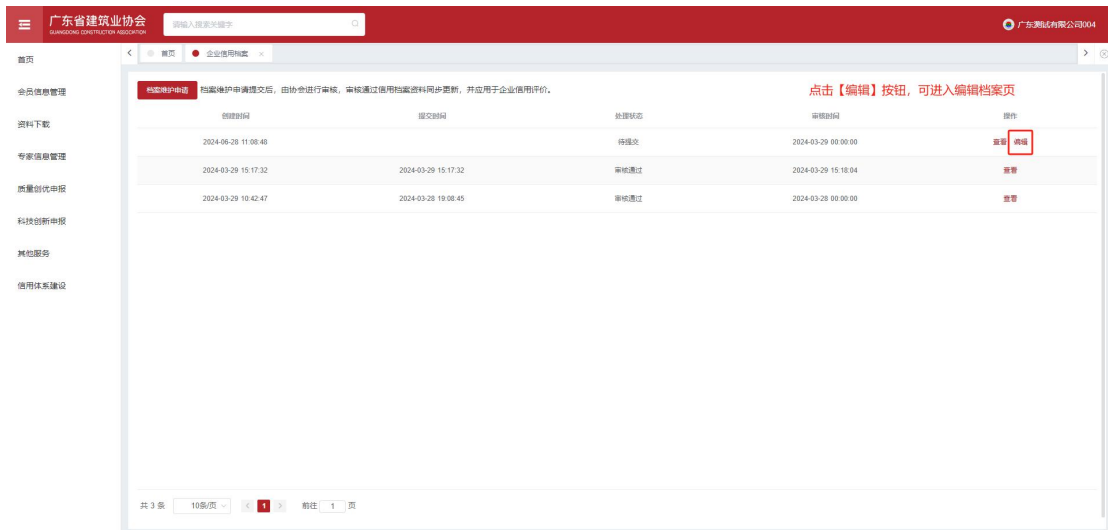 广东省建筑业协会
GUANGDONG CONSTRUCTION ASSOCIATION
请输入搜索关键字
广东测试有限公司004
首页
会员信息管理
资料下载
专家信息管理
质量创优申报
科技创新申报
其他服务
信用体系建设
首页 企业信用档案
档案维护申请 档案维护申请提交后，由协会进行审核，审核通过信用档案资料同步更新，并应用于企业信用评价。
点击【编辑】按钮，可进入编辑档案页
创建时间 提交时间 处理状态 审核时间 操作
2024-06-28 11:08:48 待提交 2024-03-29 00:00:00 查看 编辑
2024-03-29 15:17:32 2024-03-29 15:17:32 审核通过 2024-03-29 15:18:04 查看
2024-03-29 10:42:47 2024-03-28 19:08:45 审核通过 2024-03-28 00:00:00 查看
共 3 条 10条/页 1 前往 1 页